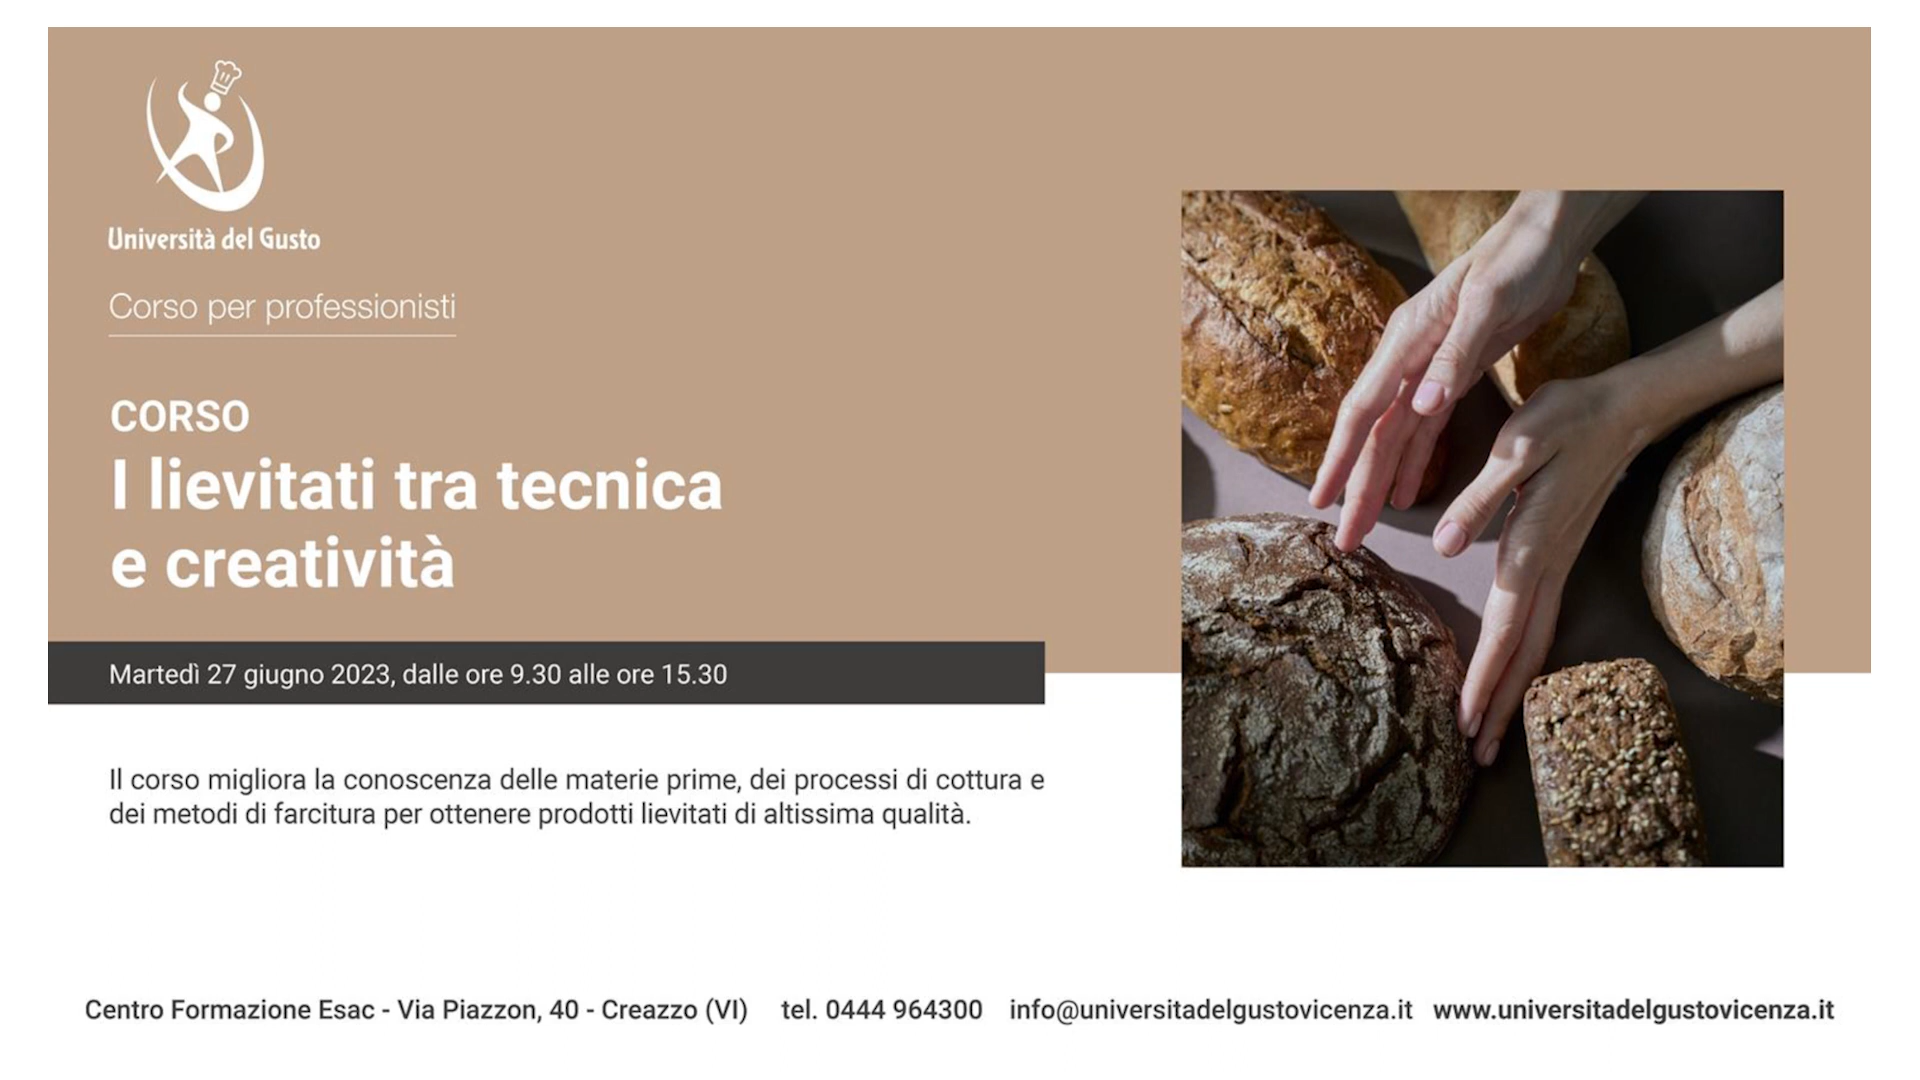 Università del Gusto
Corso per professionisti
CORSO
I lievitati tra tecnica
e creatività
Martedì 27 giugno 2023, dalle ore 9.30 alle ore 15.30
Il corso migliora la conoscenza delle materie prime, dei processi di cottura e
dei metodi di farcitura per ottenere prodotti lievitati di altissima qualità.
Centro Formazione Esac - Via Piazzon, 40 - Creazzo (VI) tel. 0444 964300 info@universitadelgustovicenza.it www.universitadelgustovicenza.it